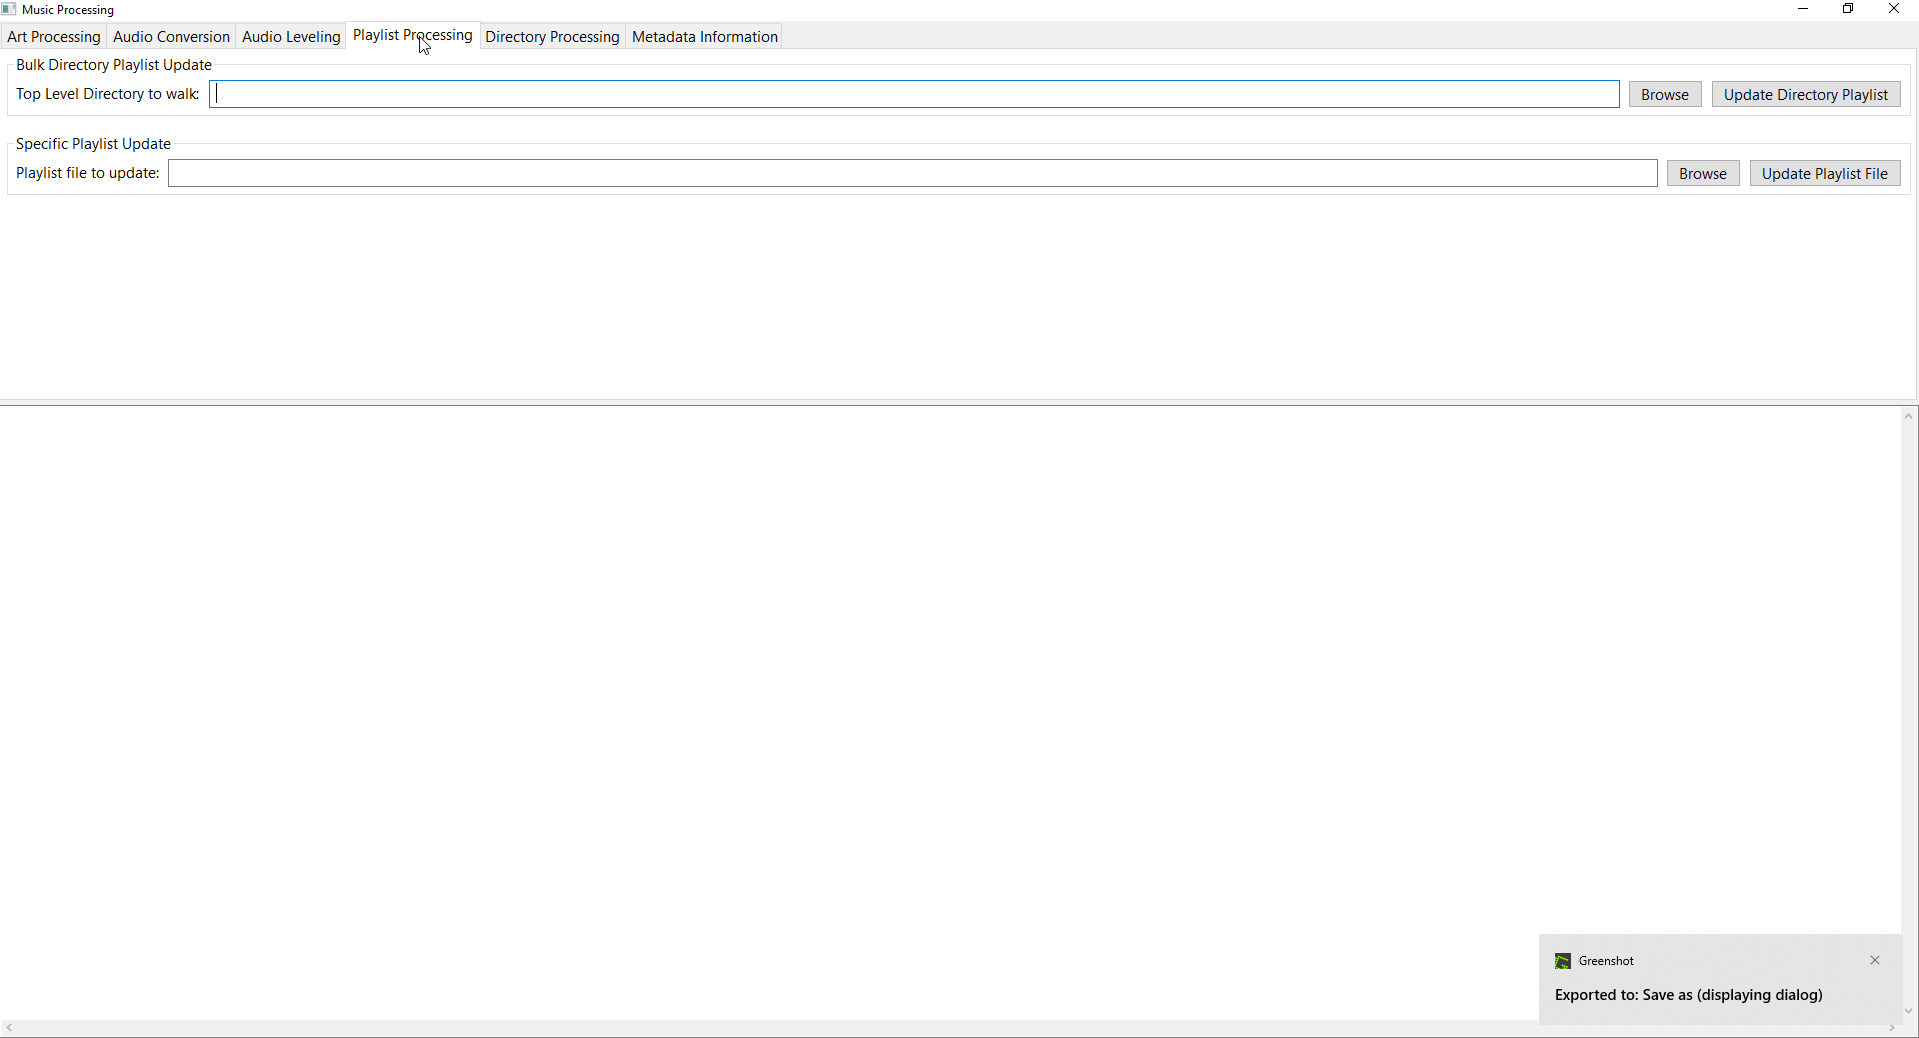 Music Processing
Art Processing Audio Conversion Audio Leveling Playlist Processing Directory Processing Metadata Information
Bulk Directory Playlist Update
Top Level Directory to walk: Browse Update Directory Playlist
Specific Playlist Update
Playlist file to update: Browse Update Playlist File
Greenshot
Exported to: Save as (displaying dialog)